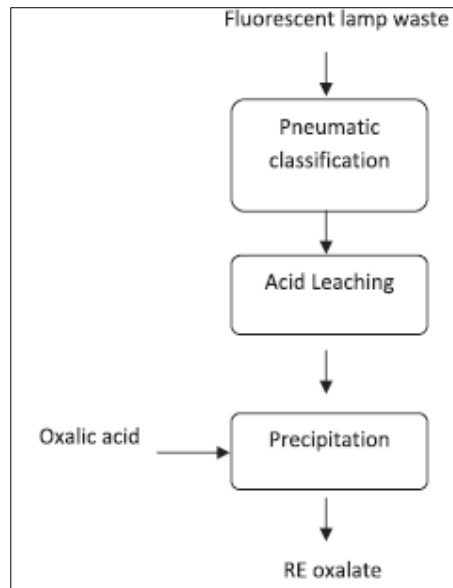 Fluorescent lamp waste
Pneumatic
classification
Acid Leaching
Oxalic acid
Precipitation
RE oxalate